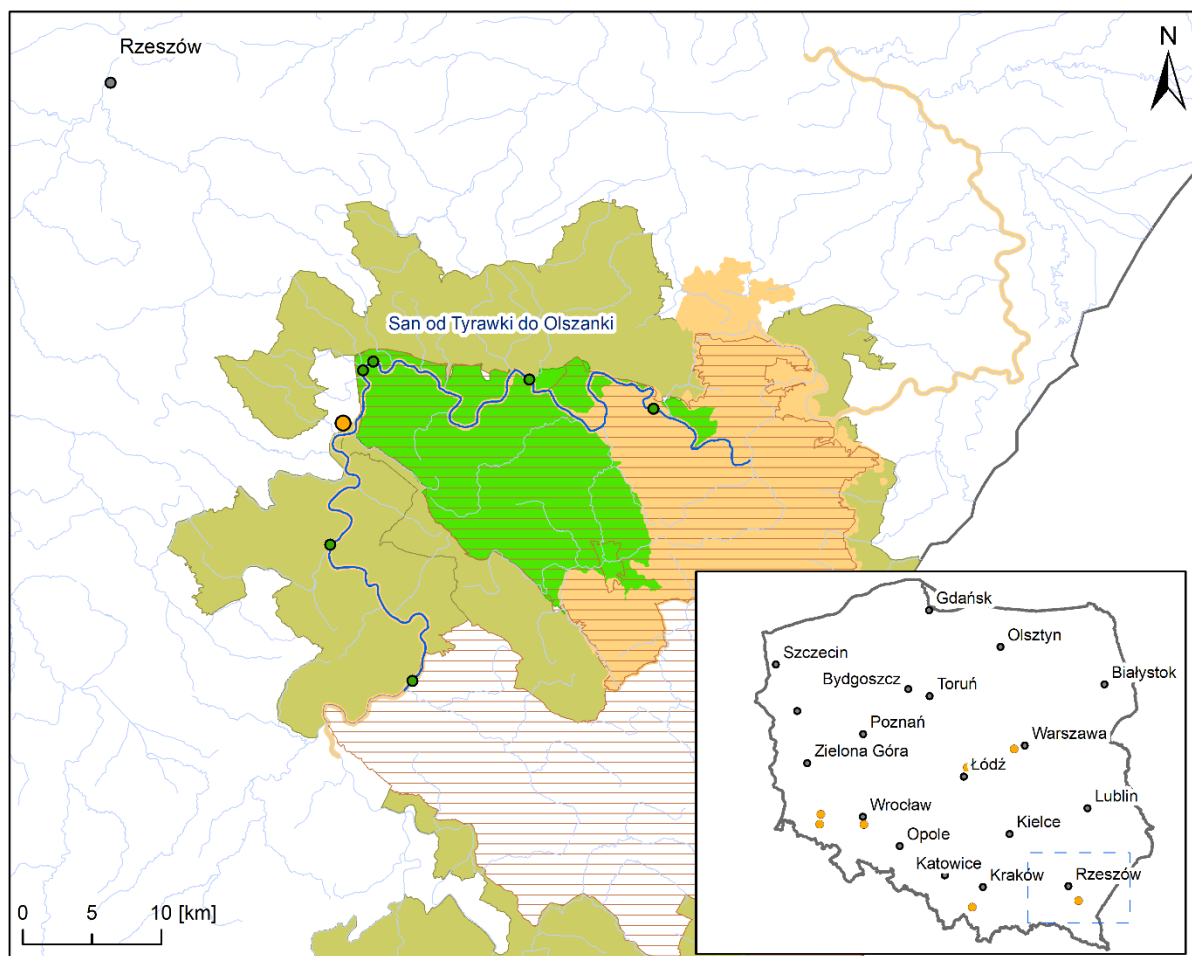 Rzeszów
N
San od Tyrawki do Olszanki
0 5 10 [km]
Gdańsk
Olsztyn
Szczecin
Białystok
Bydgoszcz
Toruń
Poznań
Warszawa
Zielona Góra
Łódź
Lublin
Wrocław
Kielce
Opole
Katowice
Kraków
Rzeszów